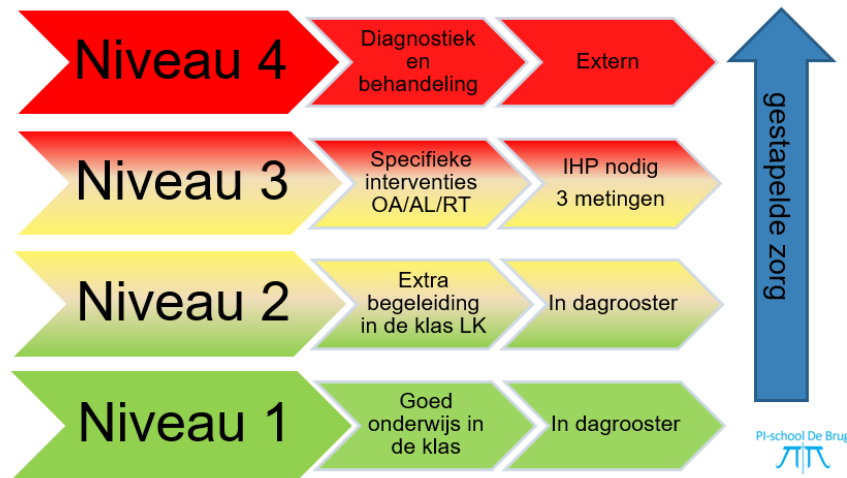 Niveau 4
Diagnostiek
en
behandeling
Extern
Niveau 3
Specifieke
interventies
OA/AL/RT
IHP nodig
3 metingen
Niveau 2
Extra
begeleiding
in de klas LK
In dagrooster
Niveau 1
Goed
onderwijs in
de klas
In dagrooster
gestapelde zorg
PI-school De Brug